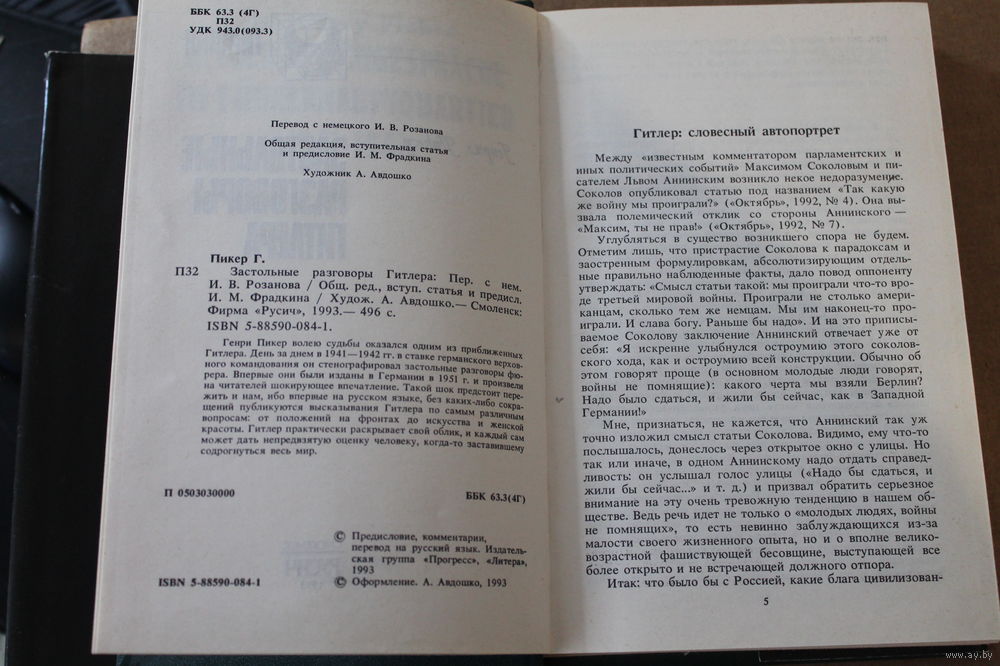 ББК 63.3 (4Г)
П32
УДК 943.0(093.3)
Перевод с немецкого И. В. Розанова
Общая редакция, вступительная статья
и предисловие И. М. Фрадкина
Художник А. Авдошко
Пикер Г.
П32 Застольные разговоры Гитлера: Пер. с нем.
И. В. Розанова / Общ. ред., вступ. статья и предисл.
И. М. Фрадкина / Худож. А. Авдошко.— Смоленск:
Фирма «Русич», 1993.— 496 с.
ISBN 5-88590-084-1.
Генри Пикер волею судьбы оказался одним из приближенных
Гитлера. День за днем в 1941—1942 гг. в ставке германского верхов-
ного командования он стенографировал застольные разговоры фю-
рера. Впервые они были изданы в Германии в 1951 г. и произвели
на читателей шокирующее впечатление. Такой шок предстоит пере-
жить и нам, ибо впервые на русском языке, без каких-либо сокра-
щений публикуются высказывания Гитлера по самым различным
вопросам: от положений на фронтах до искусства и женской
красоты. Гитлер практически раскрывает свой облик, и каждый сам
может дать непредвзятую оценку человеку, когда-то заставившему
содрогнуться весь мир.
П 0503030000
ББК 63.3(4Г)
© Предисловие, комментарии,
перевод на русский язык. Издатель-
ская группа «Прогресс», «Литера»,
1993
ISBN 5-88590-084-1
© Оформление. А. Авдошко, 1993
Гитлер: словесный автопортрет
Между «известным комментатором парламентских и
иных политических событий» Максимом Соколовым и пи-
сателем Львом Аннинским возникло некое недоразумение.
Соколов опубликовал статью под названием «Так какую
же войну мы проиграли?» («Октябрь», 1992, № 4). Она вы-
звала полемический отклик со стороны Аннинского —
«Максим, ты не прав!» («Октябрь», 1992, № 7).
Углубляться в существо возникшего спора не будем.
Отметим лишь, что пристрастие Соколова к парадоксам и
заостренным формулировкам, абсолютизирующим отдель-
ные правильно наблюденные факты, дало повод оппоненту
утверждать: «Смысл статьи такой: мы проиграли что-то вро-
де третьей мировой войны. Проиграли не столько амери-
канцам, сколько тем же немцам. Мы им наконец-то прои-
грали. И слава богу. Раньше бы надо». И на это приписы-
ваемое Соколову заключение Аннинский отвечает уже от
себя: «Я искренне улыбнулся остроумию этого соколов-
ского хода, как и остроумию всей конструкции. Обычно об
этом говорят проще (в основном молодые люди говорят,
войны не помнящие): какого черта мы взяли Берлин?
Надо было сдаться, и жили бы сейчас, как в Западной
Германии!»
Мне, признаться, не кажется, что Аннинский так уж
точно изложил смысл статьи Соколова. Видимо, ему что-то
послышалось, донеслось через открытое окно с улицы. Но
так или иначе, в одном Аннинскому надо отдать справед-
ливость: он услышал голос улицы («Надо бы сдаться, и
жили бы сейчас...» и т. д.) и призвал обратить серьезное
внимание на эту очень тревожную тенденцию в нашем об-
ществе. Ведь речь идет не только о «молодых людях, войны
не помнящих», то есть невинно заблуждающихся из-за
малости своего жизненного опыта, но и о вполне велико-
возрастной фашиствующей бесовщине, выступающей все
более открыто и не встречающей должного отпора.
Итак: что было бы с Россией, какие блага цивилизован-
5
www.ay.by